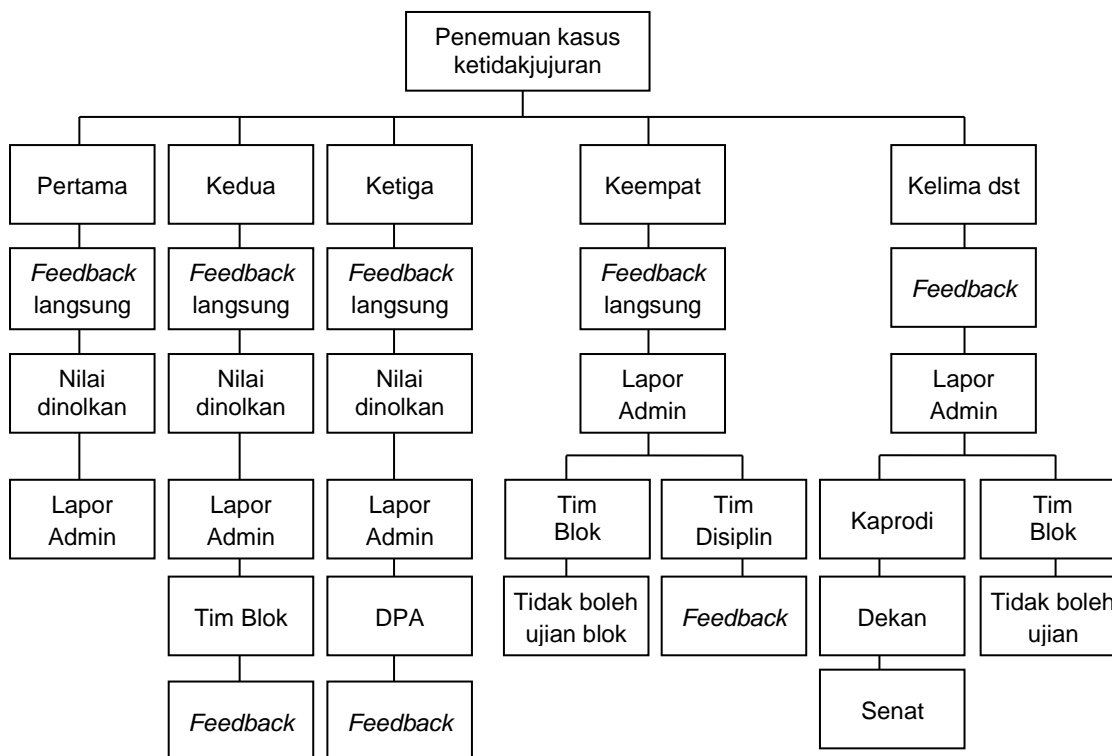 Penemuan kasus
ketidakjujuran
Pertama
Kedua
Ketiga
Keempat
Kelima dst
Feedback
langsung
Feedback
langsung
Feedback
langsung
Feedback
langsung
Feedback
Nilai
dinolkan
Nilai
dinolkan
Nilai
dinolkan
Lapor
Admin
Lapor
Admin
Lapor
Admin
Lapor
Admin
Lapor
Admin
Tim
Blok
Tim
Disiplin
Kaprodi
Tim
Blok
Tim Blok
DPA
Tidak boleh
ujian blok
Feedback
Dekan
Tidak boleh
ujian
Feedback
Feedback
Senat